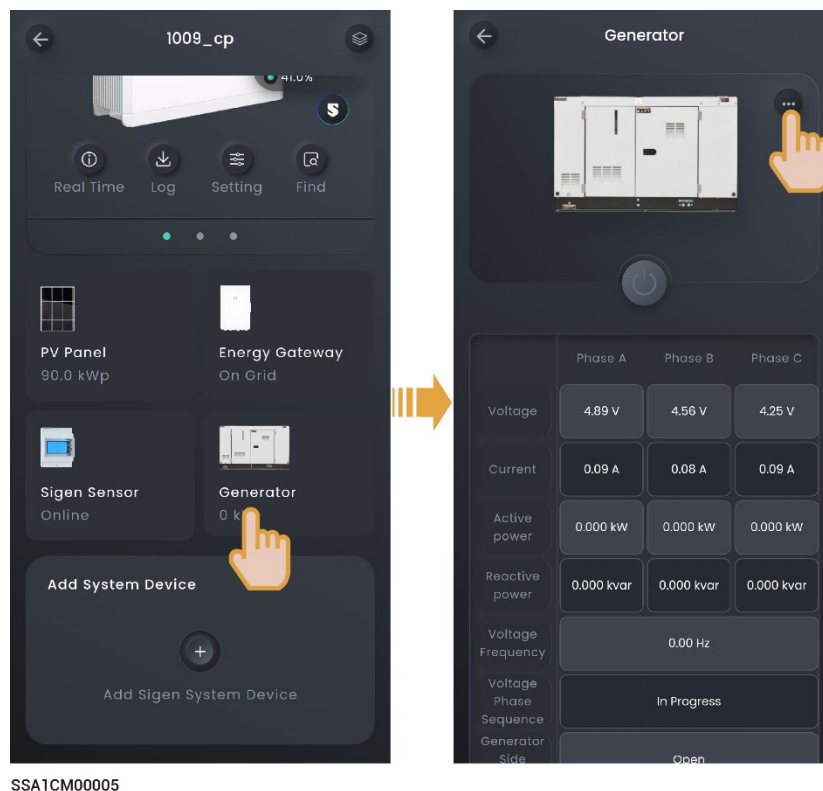 1009_cp
41.0%
Real Time Log Setting Find
PV Panel
90.0 kWp
Energy Gateway
On Grid
Sigen Sensor
Online
Generator
0
Add System Device
Add Sigen System Device
Generator
Phase A Phase B Phase C
Voltage 4.89 V 4.56 V 4.25 V
Current 0.09 A 0.08 A 0.09 A
Active
power
0.000 kW 0.000 kW 0.000 kW
Reactive
power
0.000 kvar 0.000 kvar 0.000 kvar
Voltage
Frequency
0.00 Hz
Voltage
Phase
Sequence
In Progress
Generator
Side
Open
SSA1CM00005